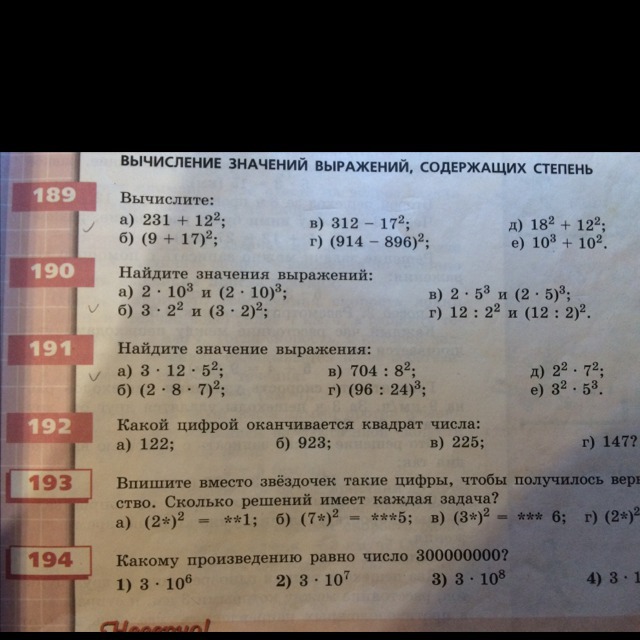 ВЫЧИСЛЕНИЕ ЗНАЧЕНИЙ ВЫРАЖЕНИЙ, СОДЕРЖАЩИХ СТЕПЕНЬ
189 Вычислите:
а) 231 + 12²; в) 312 − 17²; д) 18² + 12²;
б) (9 + 17)²; г) (914 − 896)²; е) 10³ + 10².
190 Найдите значения выражений:
а) 2 · 10³ и (2 · 10)³; в) 2 · 5³ и (2 · 5)³;
б) 3 · 2² и (3 · 2)²; г) 12 : 2² и (12 : 2)².
191 Найдите значение выражения:
а) 3 · 12 · 5²; в) 704 : 8²; д) 2² · 7²;
б) (2 · 8 · 7)²; г) (96 : 24)³; е) 3² · 5³.
192 Какой цифрой оканчивается квадрат числа:
а) 122; б) 923; в) 225; г) 147?
193 Впишите вместо звёздочек такие цифры, чтобы получилось
ство. Сколько решений имеет каждая задача?
а) (2*)² = **1; б) (7*)² = ***5; в) (3*)² = *** 6; г) (2*)²
194 Какому произведению равно число 300000000?
1) 3 · 10⁶ 2) 3 · 10⁷ 3) 3 · 10⁸ 4) 3 · 1